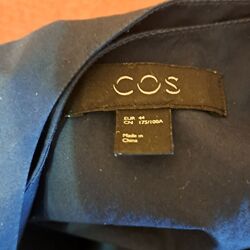 COS
EUR 44
CN 175/100A
Made in
China